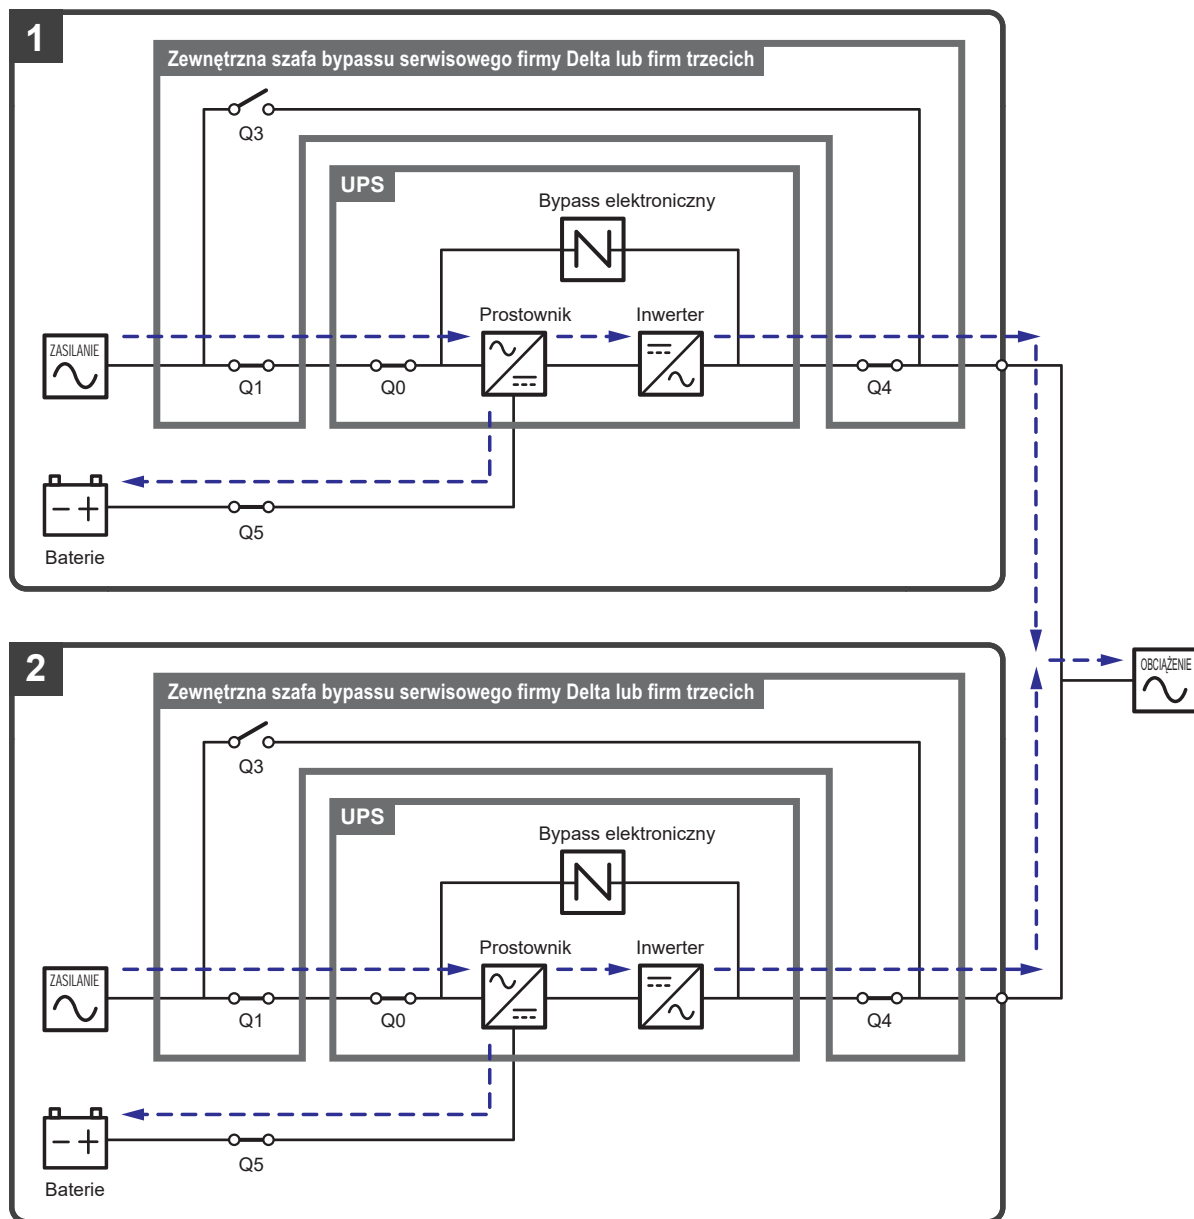 1
Zewnętrzna szafa bypassu serwisowego firmy Delta lub firm trzecich
Q3
UPS
Bypass elektroniczny
Prostownik
Inwerter
ZASILANIE
Q1
Q0
Q4
Baterie
Q5
2
Zewnętrzna szafa bypassu serwisowego firmy Delta lub firm trzecich
OBCIĄŻENIE
Q3
UPS
Bypass elektroniczny
Prostownik
Inwerter
ZASILANIE
Q1
Q0
Q4
Baterie
Q5